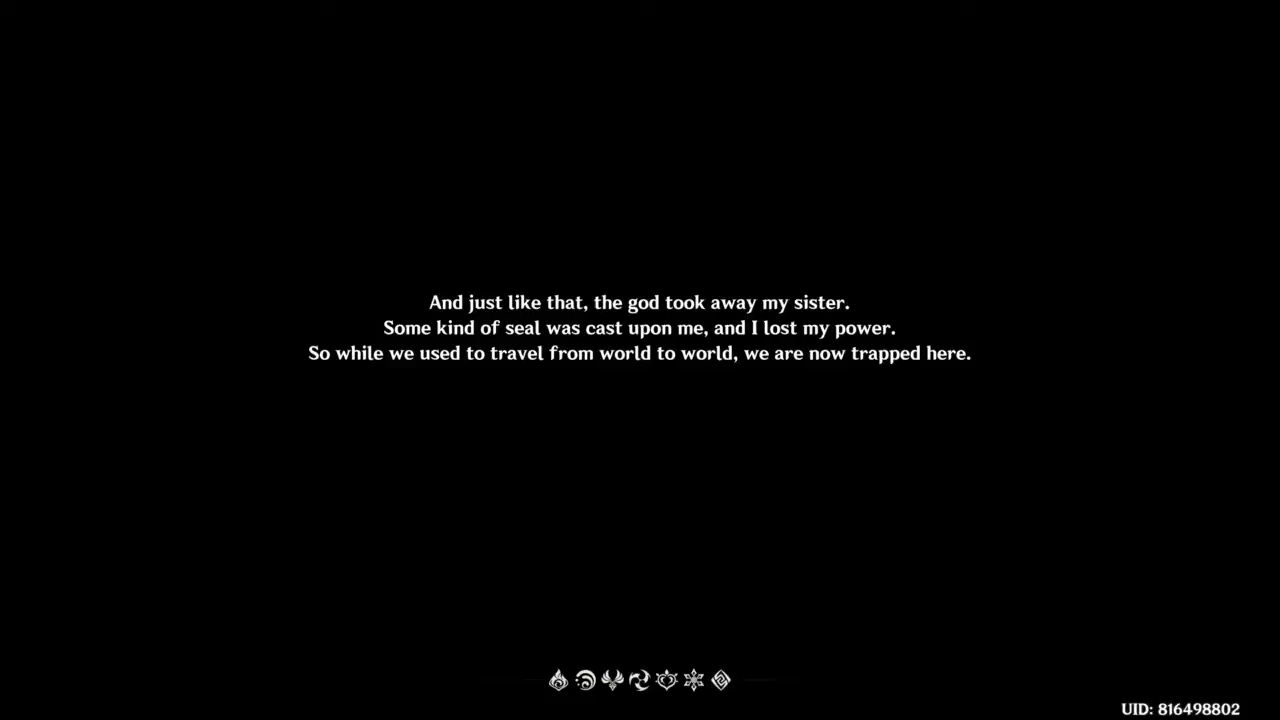 And just like that, the god took away my sister.
Some kind of seal was cast upon me, and I lost my power.
So while we used to travel from world to world, we are now trapped here.
UID: 816498802